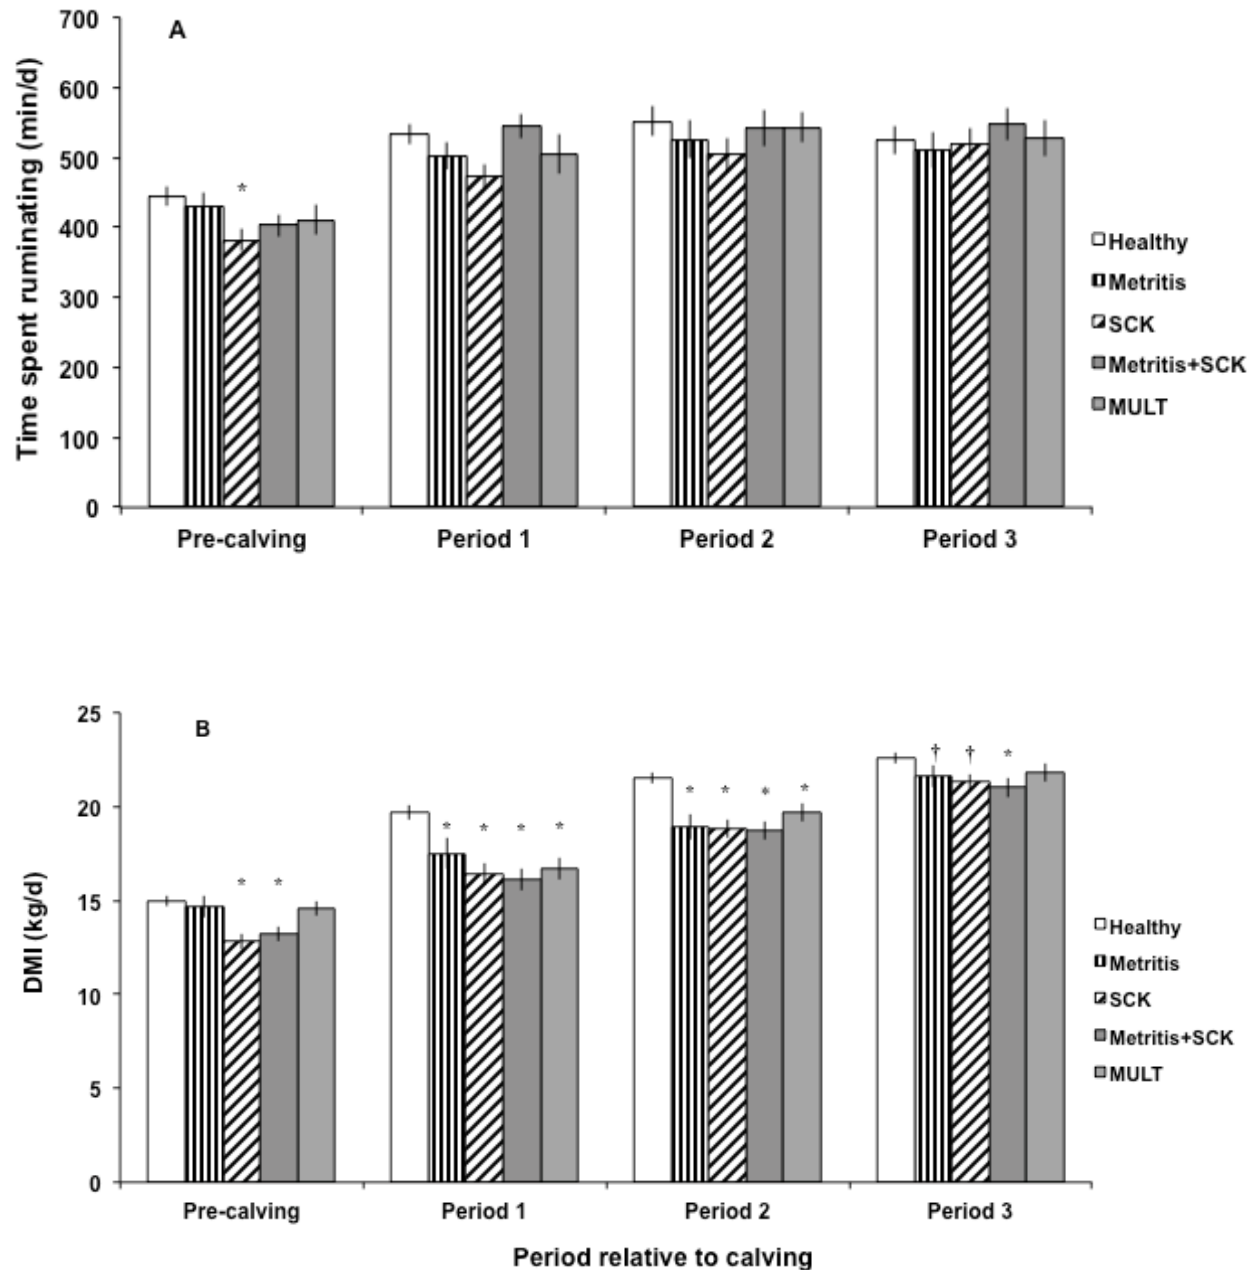 A
Time spent ruminating (min/d)
700
600
500
400
300
200
100
0
*
Pre-calving
Period 1
Period 2
Period 3
Healthy
Metritis
SCK
Metritis+SCK
MULT
B
DMI (kg/d)
25
20
15
10
5
0
* *
* * * *
* * * *
† † *
Pre-calving
Period 1
Period 2
Period 3
Healthy
Metritis
SCK
Metritis+SCK
MULT
Period relative to calving